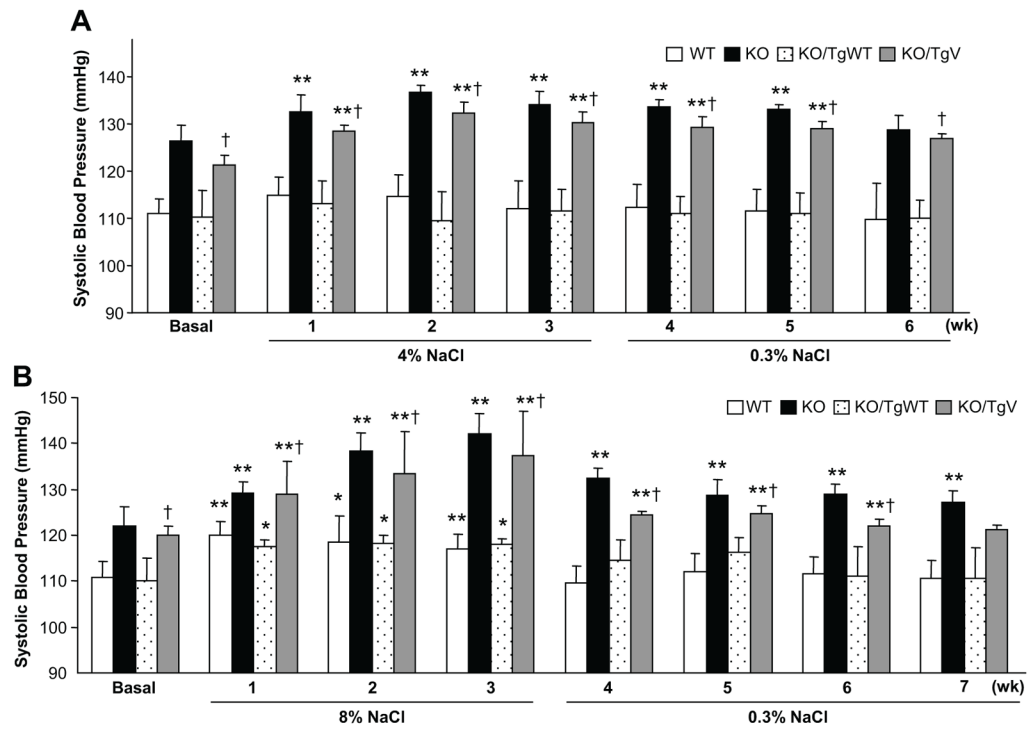 A
Systolic Blood Pressure (mmHg)
WT KO KO/TgWT KO/TgV
140
130
120
110
100
90
** ** ** ** **
† **† **† **† **† **† †
Basal 1 2 3 4 5 6 (wk)
4% NaCl 0.3% NaCl
B
Systolic Blood Pressure (mmHg)
WT KO KO/TgWT KO/TgV
150
140
130
120
110
100
90
† ** ** * **† * ** * **† ** ** * **† ** **† ** **† ** **† **
Basal 1 2 3 4 5 6 7 (wk)
8% NaCl 0.3% NaCl